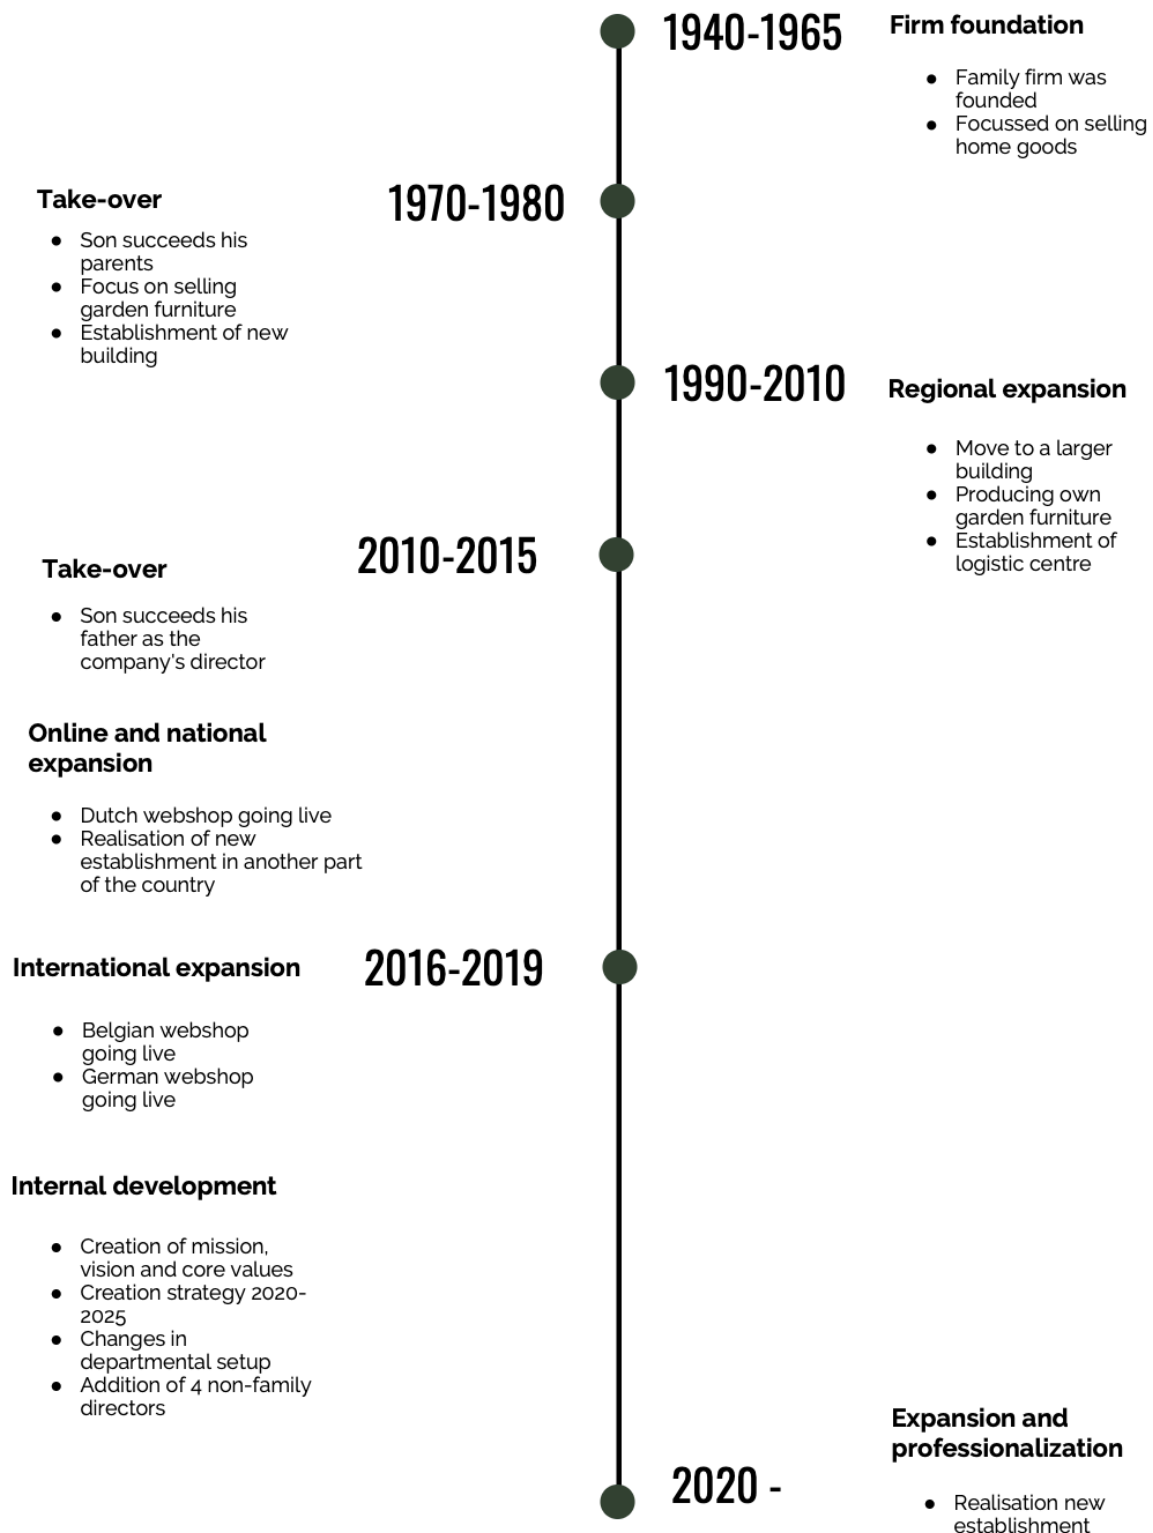 1940-1965
Firm foundation
● Family firm was
founded
● Focussed on selling
home goods
Take-over
1970-1980
● Son succeeds his
parents
● Focus on selling
garden furniture
● Establishment of new
building
1990-2010
Regional expansion
● Move to a larger
building
● Producing own
garden furniture
● Establishment of
logistic centre
Take-over
2010-2015
● Son succeeds his
father as the
company's director
Online and national
expansion
● Dutch webshop going live
● Realisation of new
establishment in another part
of the country
International expansion
2016-2019
● Belgian webshop
going live
● German webshop
going live
Internal development
● Creation of mission,
vision and core values
● Creation strategy 2020-
2025
● Changes in
departmental setup
● Addition of 4 non-family
directors
2020 -
Expansion and
professionalization
● Realisation new
establishment